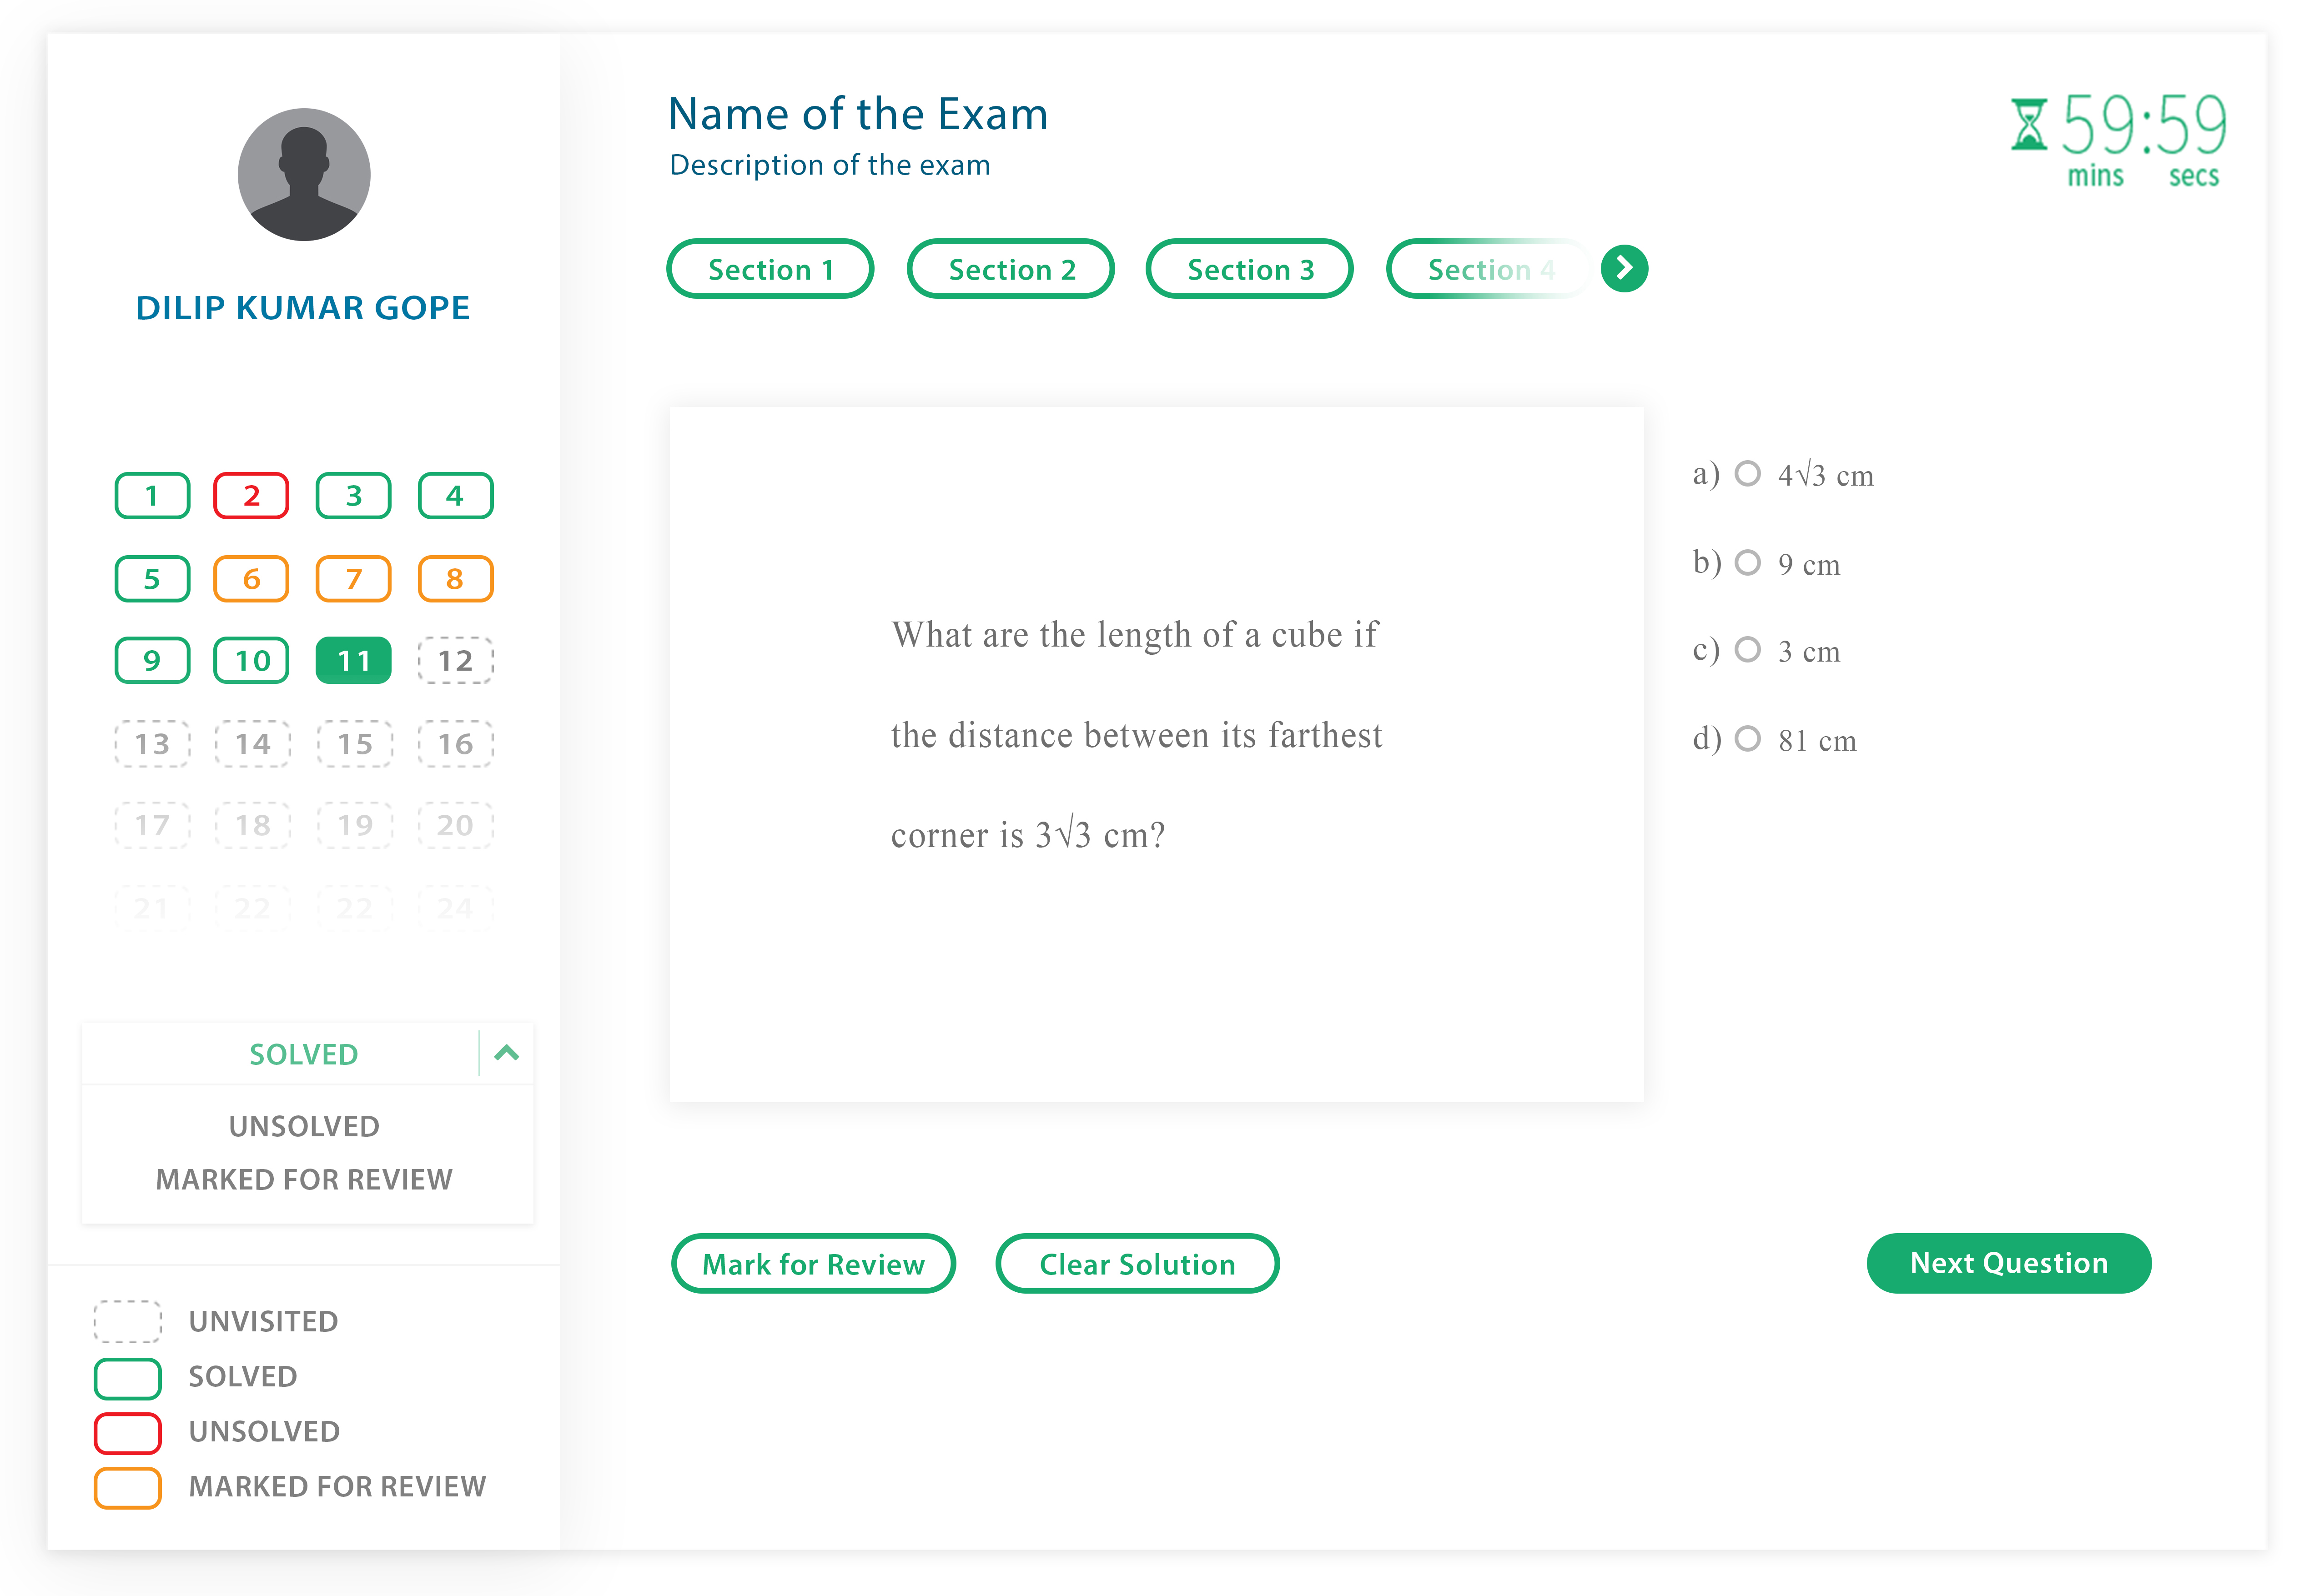 DILIP KUMAR GOPE
1 2 3 4
5 6 7 8
9 10 11 12
13 14 15 16
17 18 19 20
21 22 22 24
SOLVED
UNSOLVED
MARKED FOR REVIEW
UNVISITED
SOLVED
UNSOLVED
MARKED FOR REVIEW
Name of the Exam
Description of the exam
59:59
mins secs
Section 1 Section 2 Section 3 Section 4
What are the length of a cube if
the distance between its farthest
corner is 3√3 cm?
a) 4√3 cm
b) 9 cm
c) 3 cm
d) 81 cm
Mark for Review Clear Solution Next Question